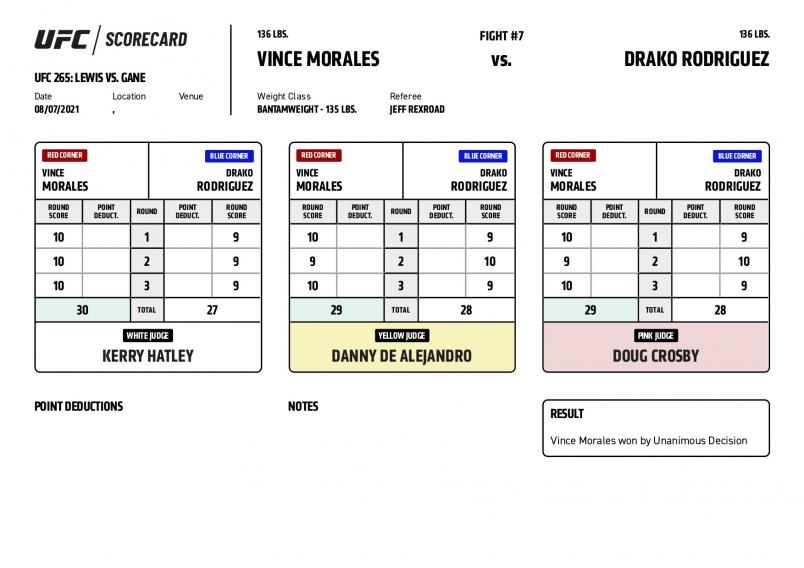 UFC / SCORECARD
UFC 265: LEWIS VS. GANE
Date Location Venue
08/07/2021 ,
136 LBS. FIGHT #7 136 LBS.
VINCE MORALES VS. DRAKO RODRIGUEZ
Weight Class Referee
BANTAMWEIGHT - 135 LBS. JEFF REXROAD
RED CORNER BLUE CORNER
VINCE DRAKO
MORALES RODRIGUEZ
ROUND SCORE POINT DEDUCT. ROUND POINT DEDUCT. ROUND SCORE
10 1 9
10 2 9
10 3 9
30 TOTAL 27
WHITE JUDGE
KERRY HATLEY
RED CORNER BLUE CORNER
VINCE DRAKO
MORALES RODRIGUEZ
ROUND SCORE POINT DEDUCT. ROUND POINT DEDUCT. ROUND SCORE
10 1 9
9 2 10
10 3 9
29 TOTAL 28
YELLOW JUDGE
DANNY DE ALEJANDRO
RED CORNER BLUE CORNER
VINCE DRAKO
MORALES RODRIGUEZ
ROUND SCORE POINT DEDUCT. ROUND POINT DEDUCT. ROUND SCORE
10 1 9
9 2 10
10 3 9
29 TOTAL 28
PINK JUDGE
DOUG CROSBY
POINT DEDUCTIONS
NOTES
RESULT
Vince Morales won by Unanimous Decision